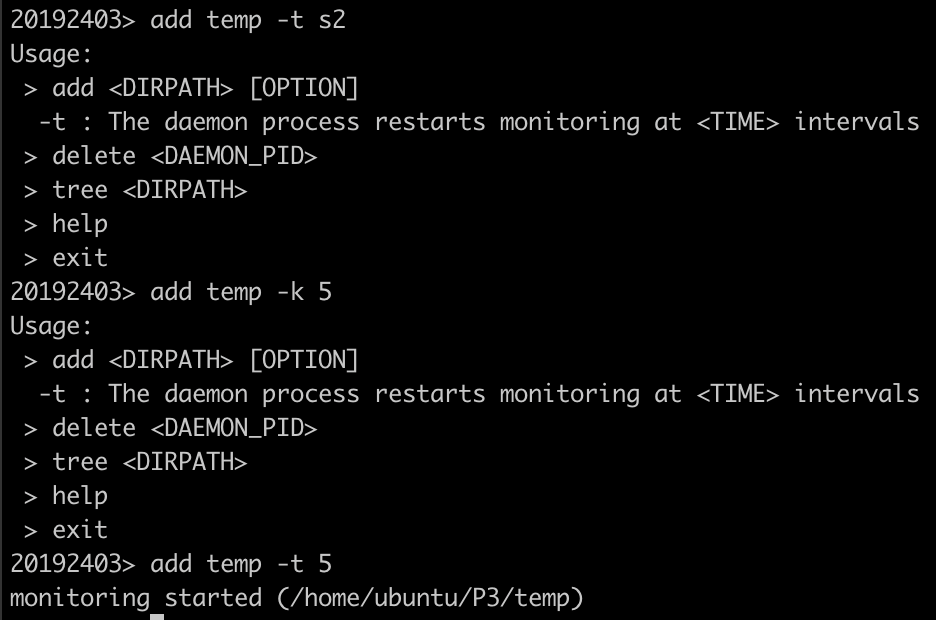 20192403> add temp -t s2
Usage:
 > add <DIRPATH> [OPTION]
  -t : The daemon process restarts monitoring at <TIME> intervals
 > delete <DAEMON_PID>
 > tree <DIRPATH>
 > help
 > exit
20192403> add temp -k 5
Usage:
 > add <DIRPATH> [OPTION]
  -t : The daemon process restarts monitoring at <TIME> intervals
 > delete <DAEMON_PID>
 > tree <DIRPATH>
 > help
 > exit
20192403> add temp -t 5
monitoring started (/home/ubuntu/P3/temp)